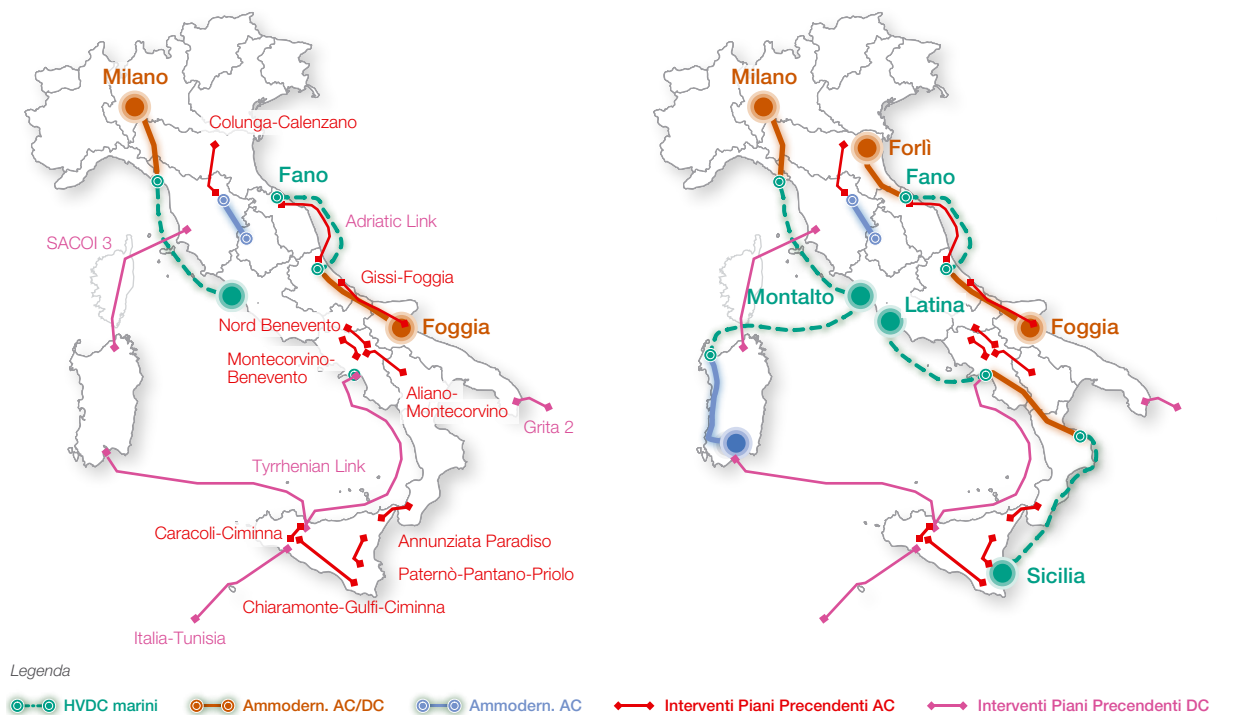 Milano
Colunga-Calenzano
Fano
Adriatic Link
SACOI 3
Gissi-Foggia
Nord Benevento
Foggia
Montecorvino-
Benevento
Aliano-
Montecorvino
Grita 2
Tyrrhenian Link
Caracoli-Ciminna
Annunziata Paradiso
Paternò-Pantano-Priolo
Chiaramonte-Gulfi-Ciminna
Italia-Tunisia
Milano
Forlì
Fano
Montalto
Latina
Foggia
Sicilia
Legenda
HVDC marini
Ammodern. AC/DC
Ammodern. AC
Interventi Piani Precendenti AC
Interventi Piani Precendenti DC